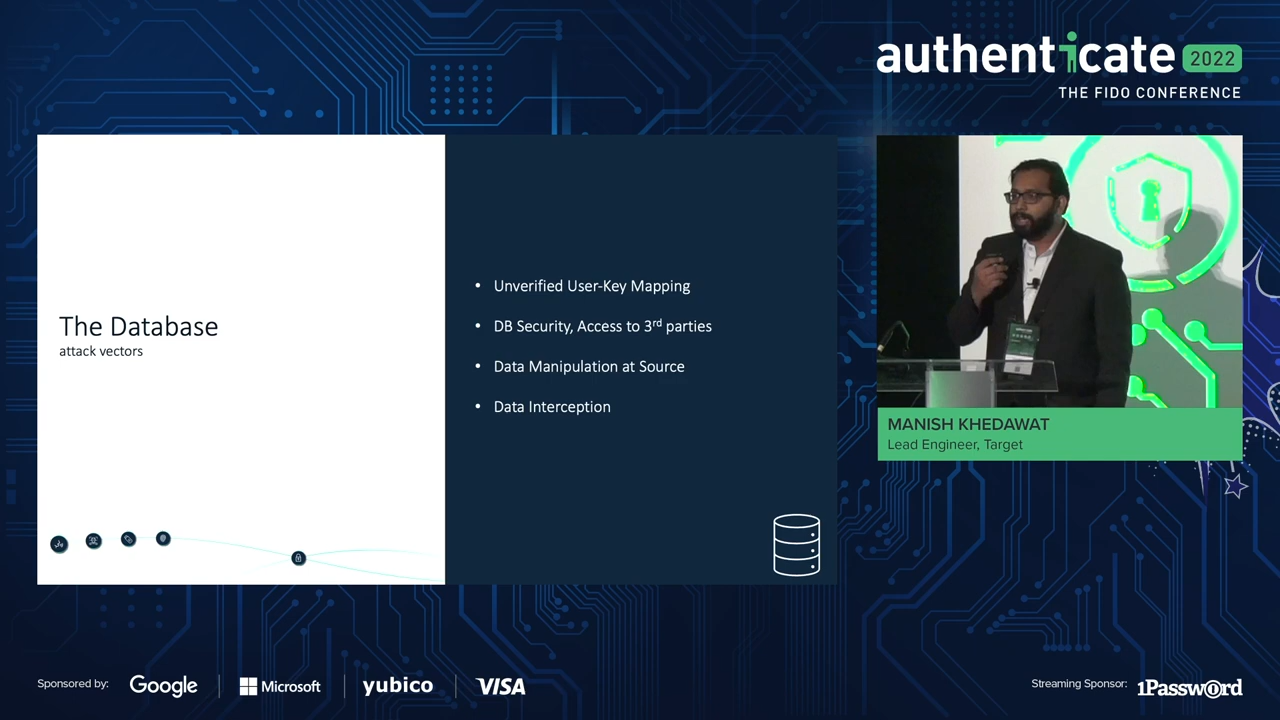 authenticate 2022
THE FIDO CONFERENCE
The Database
attack vectors
• Unverified User-Key Mapping
• DB Security, Access to 3rd parties
• Data Manipulation at Source
• Data Interception
MANISH KHEDAWAT
Lead Engineer, Target
Sponsored by: Google Microsoft yubico VISA
Streaming Sponsor: 1Password